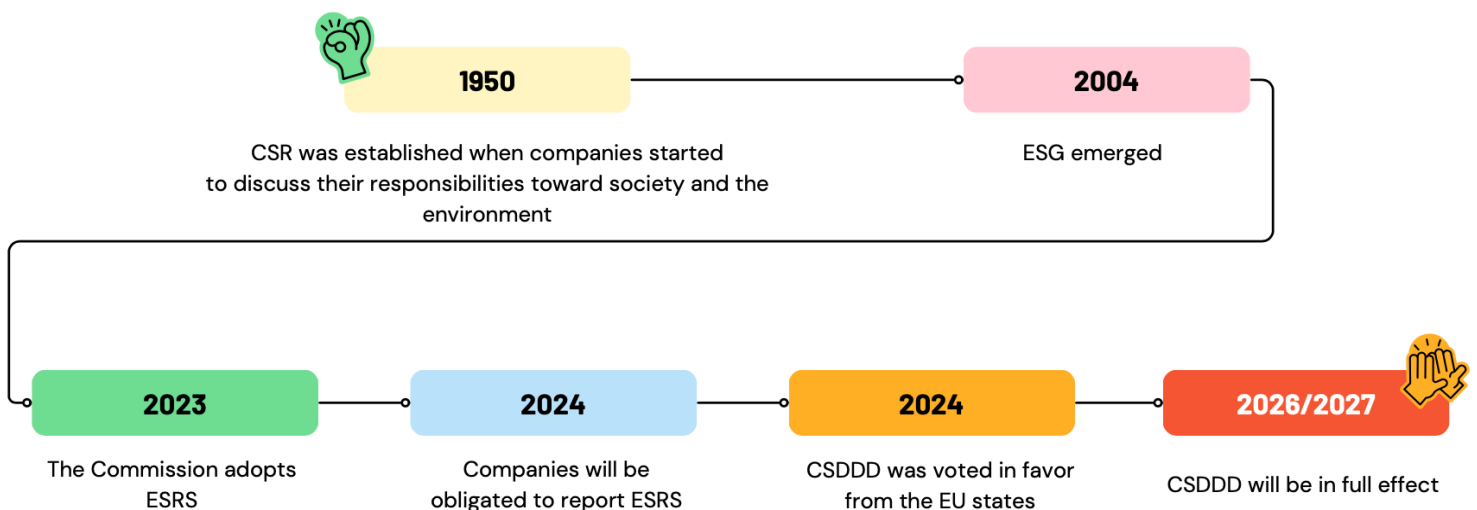 1950
CSR was established when companies started
to discuss their responsibilities toward society and the
environment
2004
ESG emerged
2023
The Commission adopts
ESRS
2024
Companies will be
obligated to report ESRS
2024
CSDDD was voted in favor
from the EU states
2026/2027
CSDDD will be in full effect